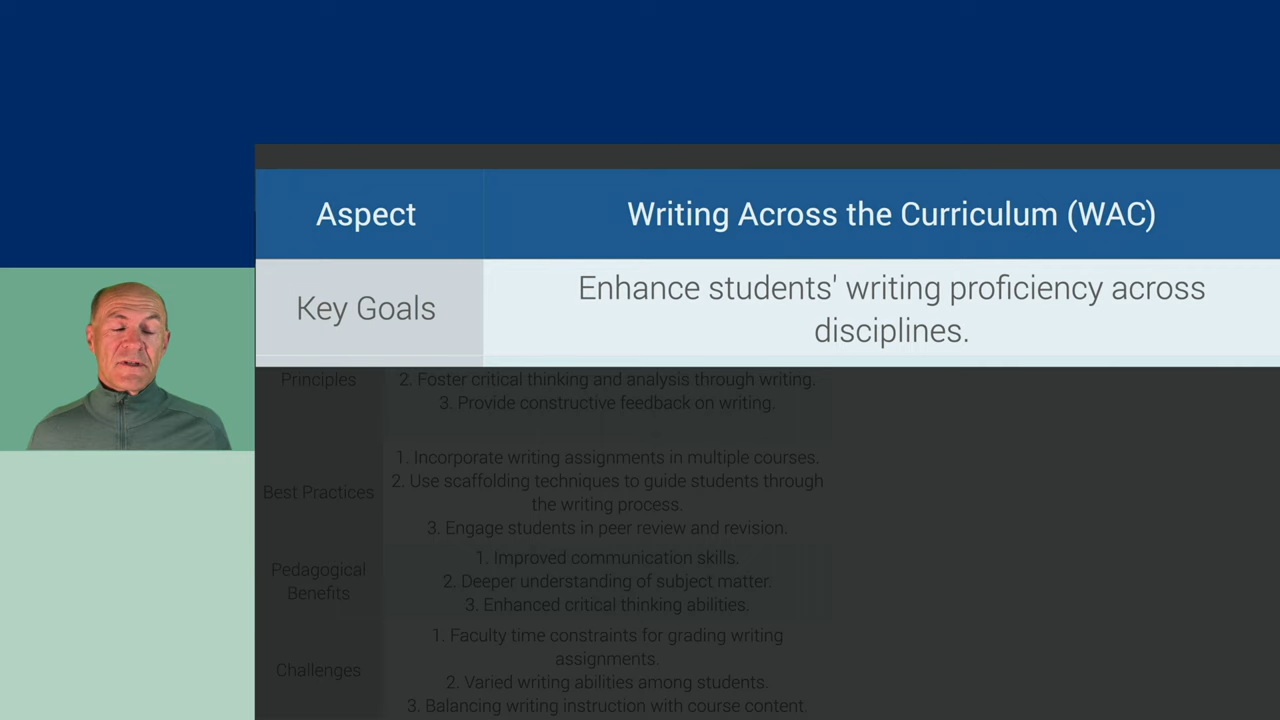 Aspect
Writing Across the Curriculum (WAC)
Key Goals
Enhance students' writing proficiency across
disciplines.
Principles
2. Foster critical thinking and analysis through writing.
3. Provide constructive feedback on writing.
Best Practices
1. Incorporate writing assignments in multiple courses.
2. Use scaffolding techniques to guide students through
the writing process.
3. Engage students in peer review and revision.
Pedagogical
Benefits
1. Improved communication skills.
2. Deeper understanding of subject matter.
3. Enhanced critical thinking abilities.
Challenges
1. Faculty time constraints for grading writing
assignments.
2. Varied writing abilities among students.
3. Balancing writing instruction with course content.